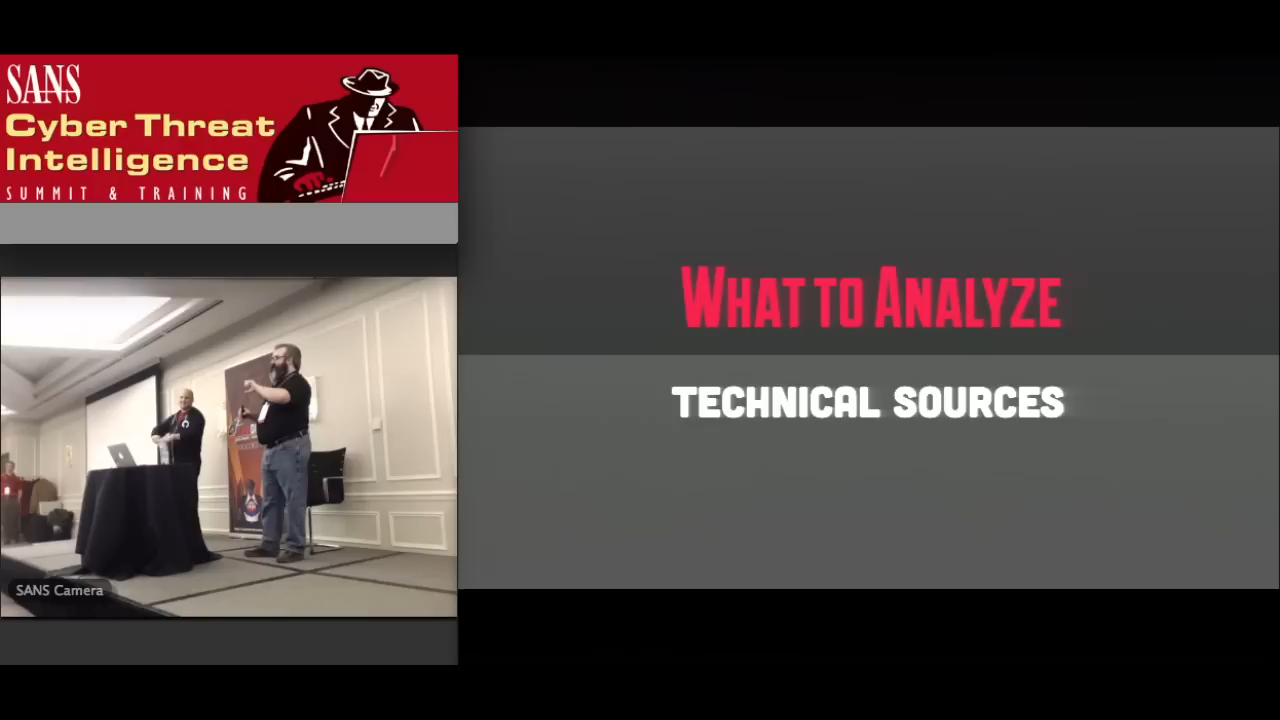 SANS
Cyber Threat
Intelligence
SUMMIT & TRAINING
WHAT TO ANALYZE
TECHNICAL SOURCES
SANS Camera